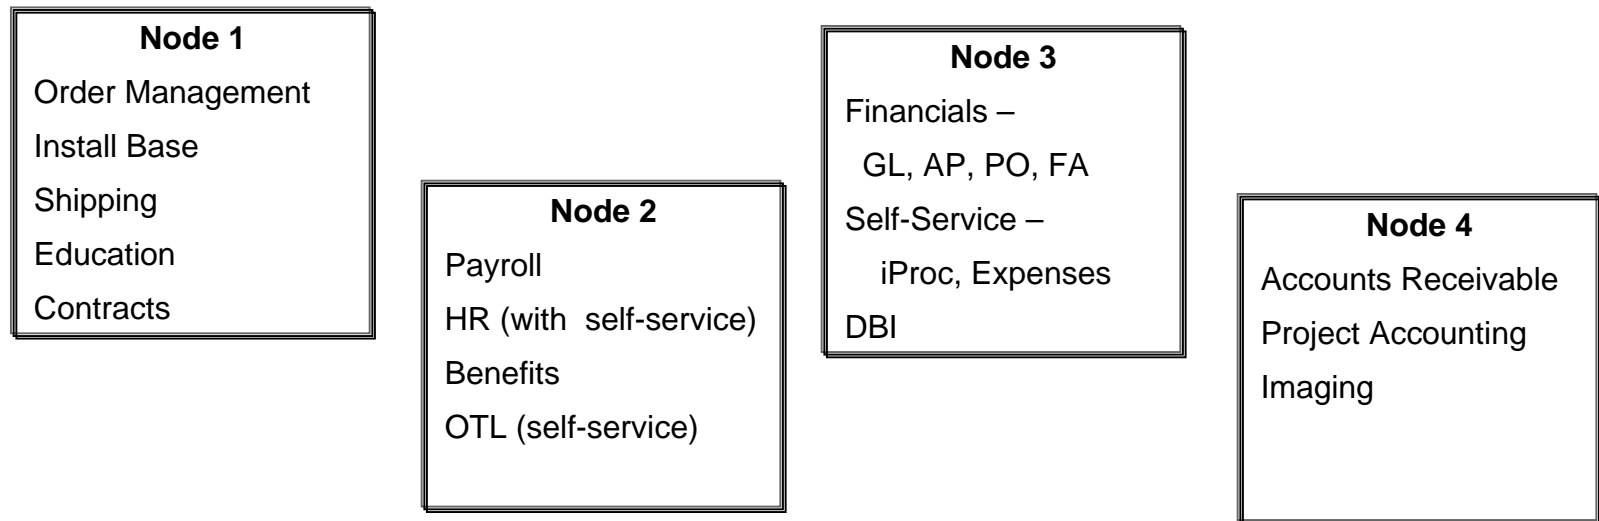 Node 1
Order Management
Install Base
Shipping
Education
Contracts
Node 2
Payroll
HR (with  self-service)
Benefits
OTL (self-service)
Node 3
Financials –
GL, AP, PO, FA
Self-Service –
iProc, Expenses
DBI
Node 4
Accounts Receivable
Project Accounting
Imaging